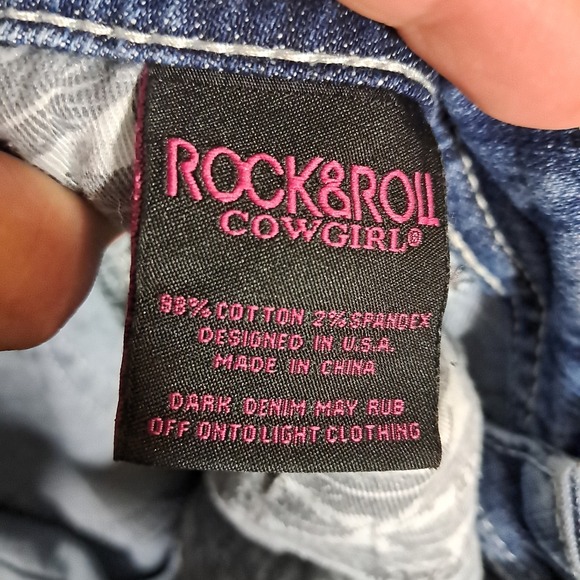 ROCK&ROLL
COWGIRL®
98% COTTON 2% SPANDEX
DESIGNED IN U.S.A.
MADE IN CHINA
DARK DENIM MAY RUB
OFF ONTO LIGHT CLOTHING